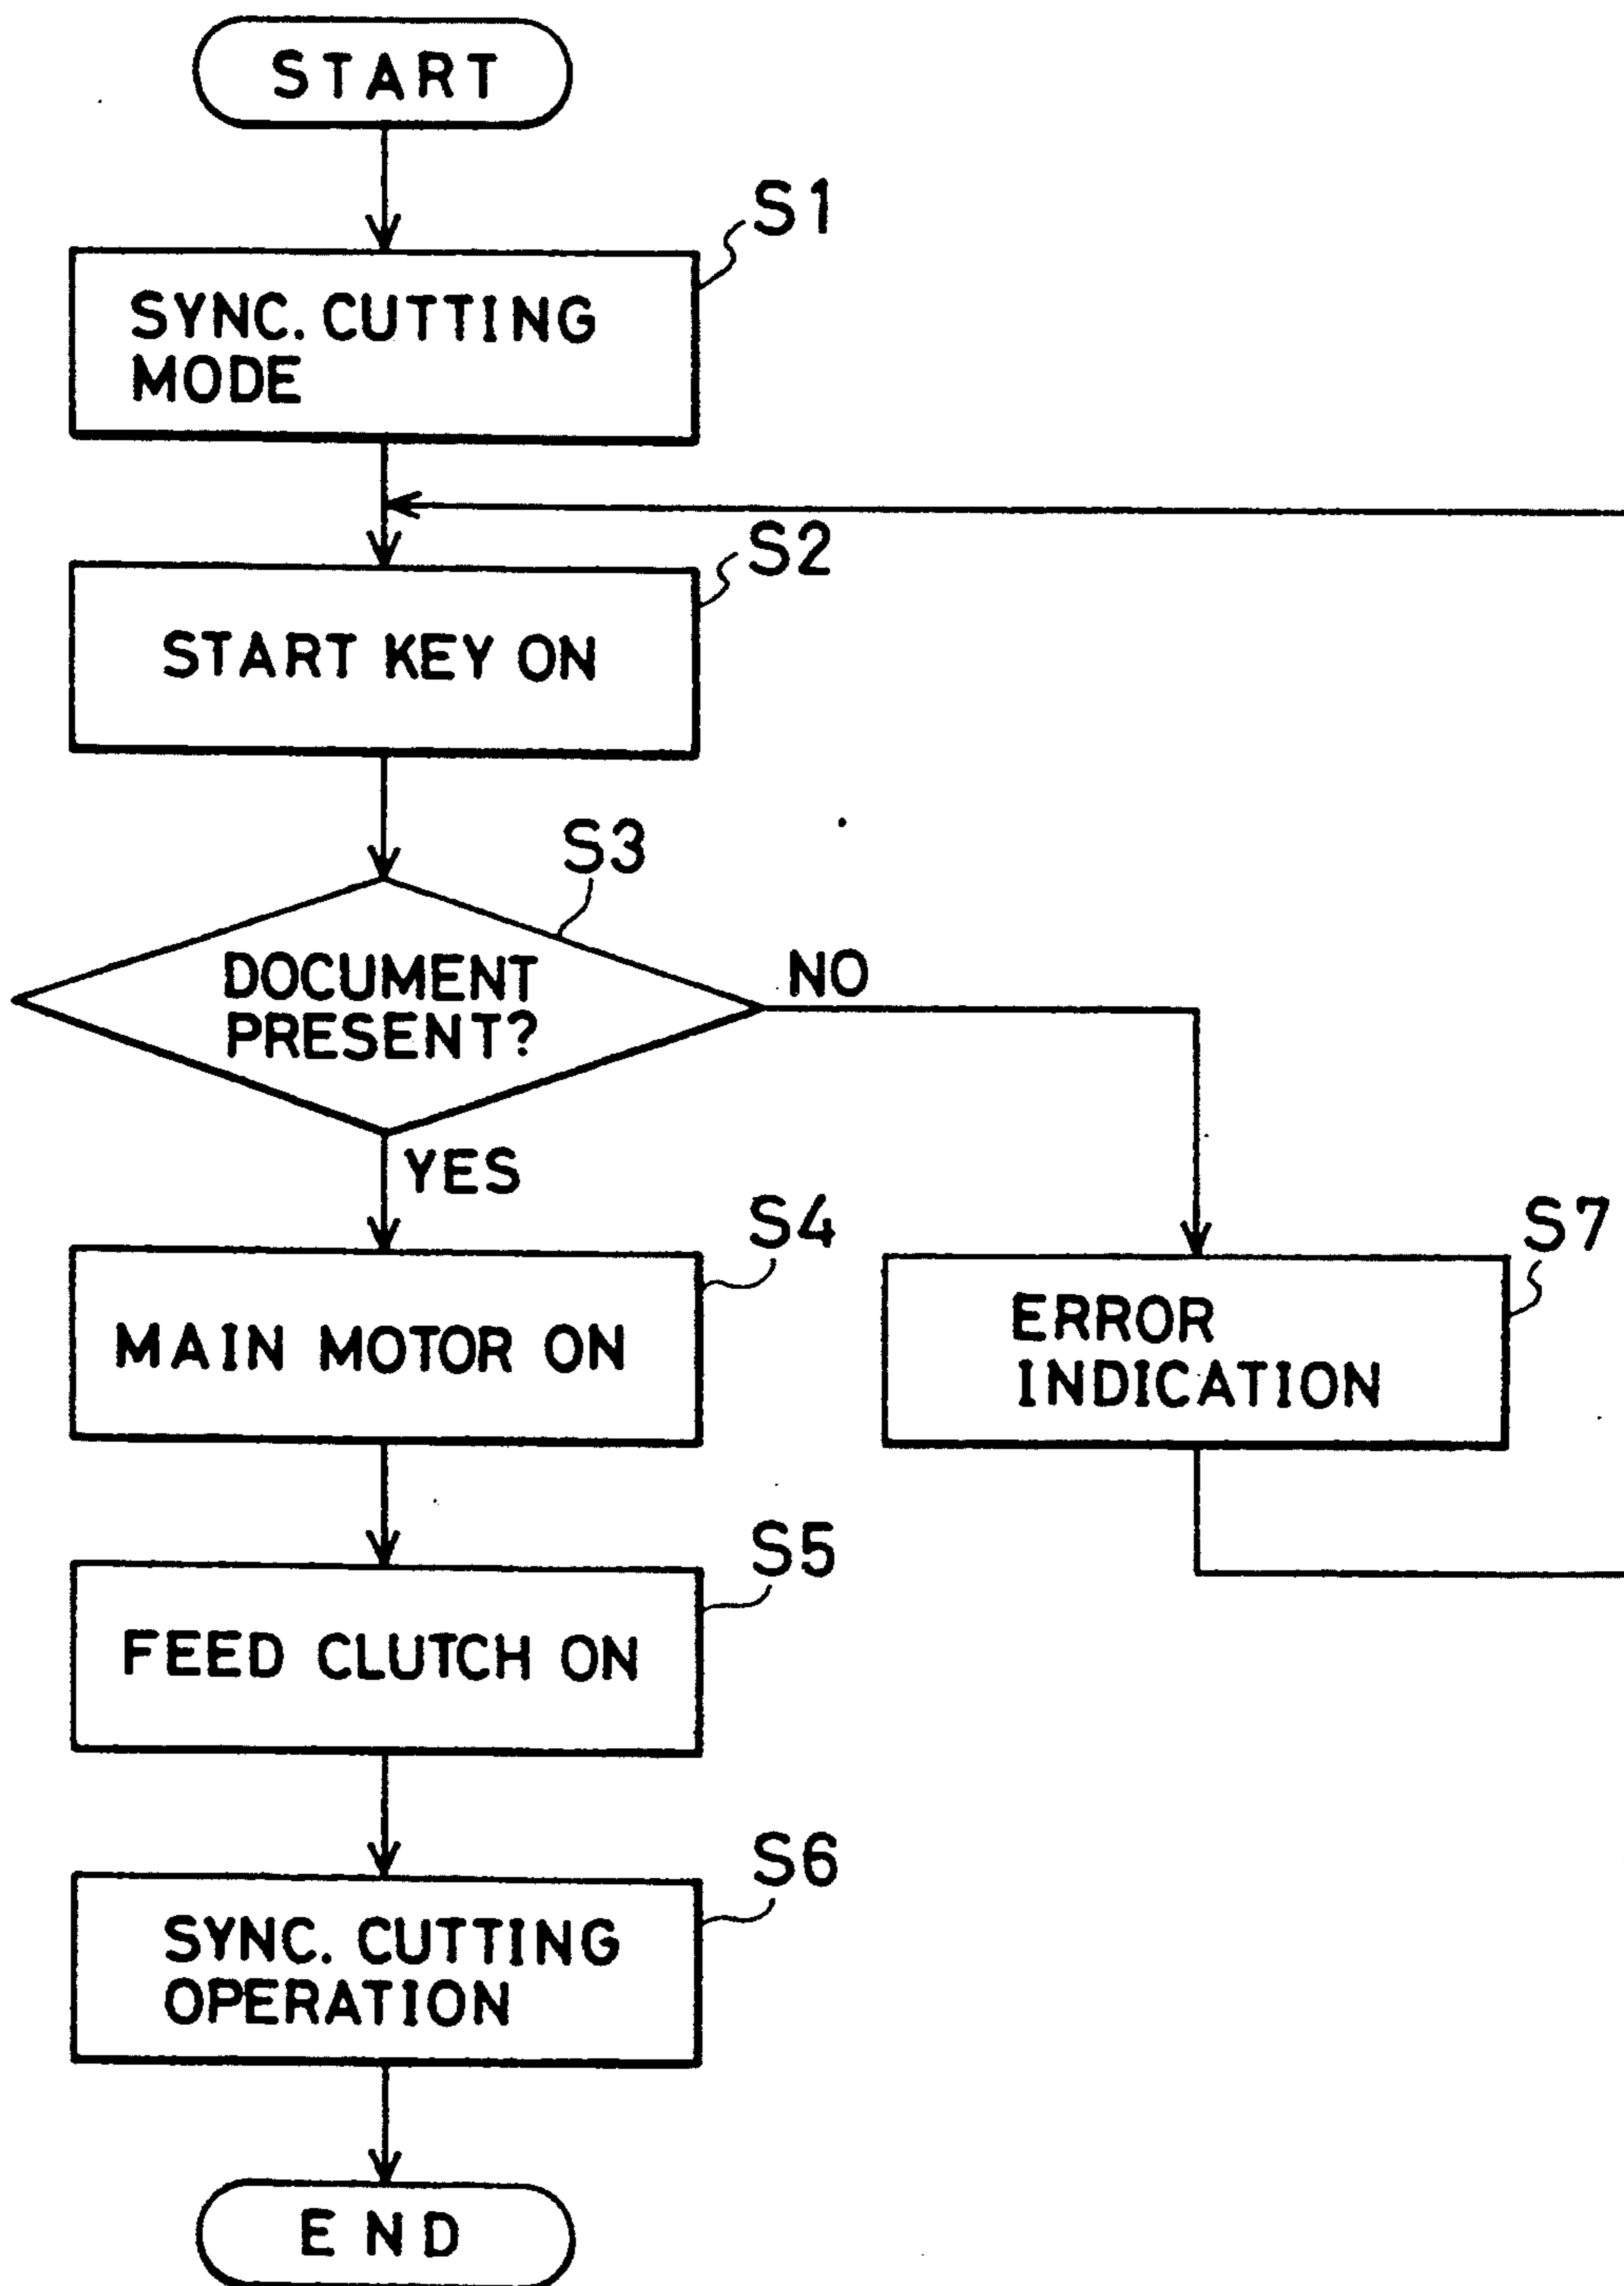 START
S1
SYNC. CUTTING
MODE
S2
START KEY ON
S3
DOCUMENT
PRESENT?
NO
YES
S4
MAIN MOTOR ON
S7
ERROR
INDICATION
S5
FEED CLUTCH ON
S6
SYNC. CUTTING
OPERATION
END